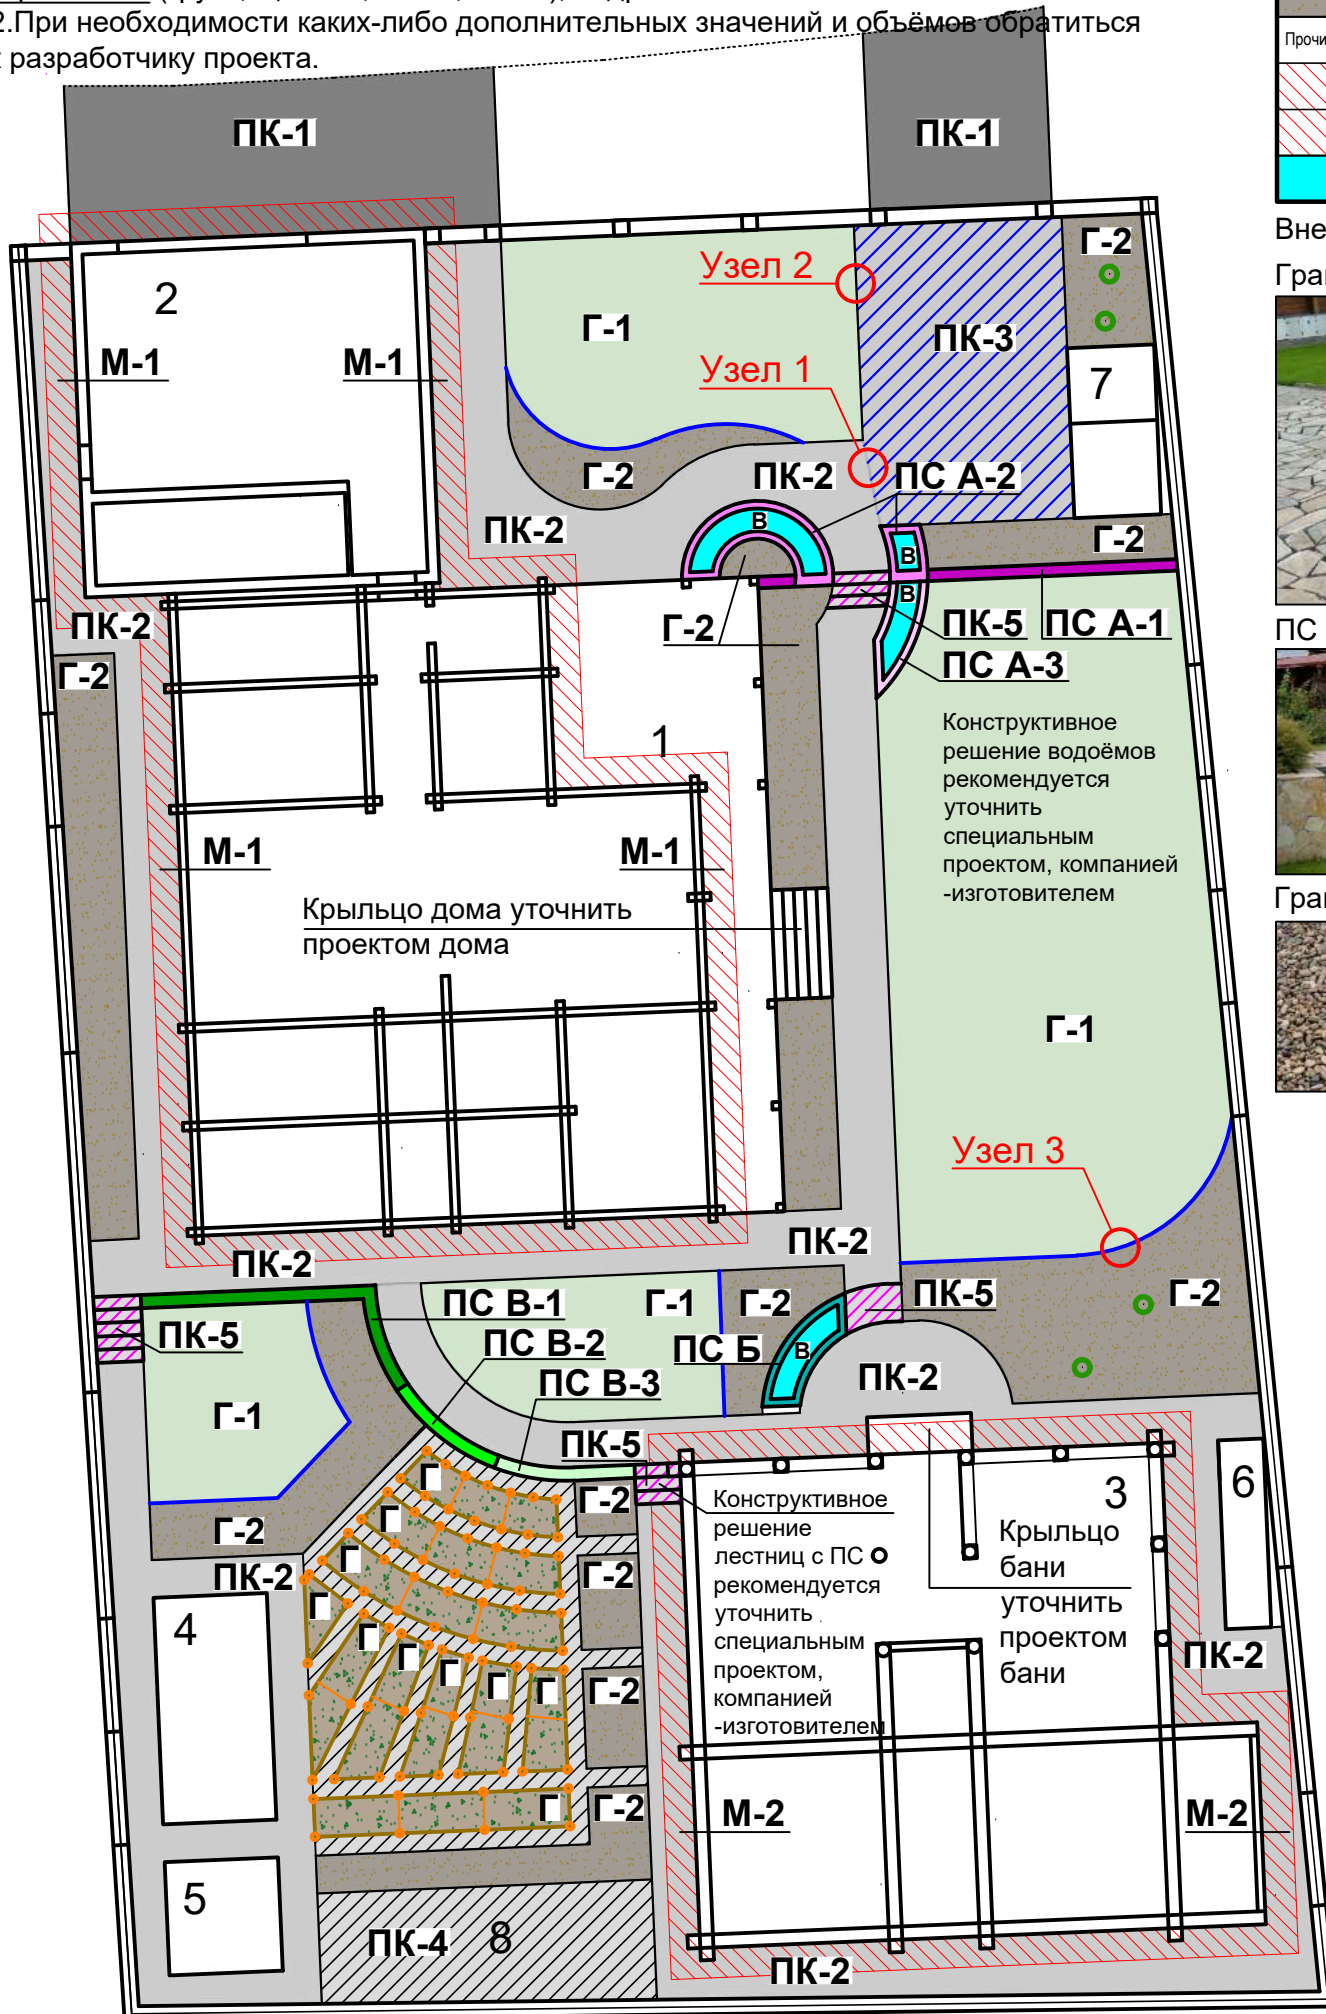 2.При необходимости каких-либо дополнительных значений и объёмов обратиться
разработчику проекта.
ПК-1
ПК-1
Прочи
Вне
Гра
Г-2
2
Узел 2
Г-1
ПК-3
М-1
М-1
Узел 1
7
Г-2
ПК-2
ПС А-2
ПК-2
В
В
Г-2
В
ПК-2
Г-2
ПК-5
ПС А-1
ПС
Г-2
ПС А-3
1
Конструктивное
решение водоёмов
рекомендуется
уточнить
специальным
проектом, компанией
-изготовителем
М-1
М-1
Гра
Крыльцо дома уточнить
проектом дома
Г-1
Узел 3
ПК-2
ПК-2
ПС В-1
Г-1
Г-2
ПК-5
Г-2
ПК-5
ПС В-2
ПС Б
В
ПС В-3
ПК-2
Г-1
ПК-5
Г
Г-2
Г-2
Конструктивное
решение
лестниц с ПС
рекомендуется
уточнить
специальным
проектом,
компанией
-изготовителем
3
6
Крыльцо
бани
уточнить
проектом
бани
Г
Г
ПК-2
Г-2
Г
4
Г
Г
Г
Г
Г
Г-2
ПК-2
Г
Г-2
М-2
М-2
5
ПК-4
8
ПК-2